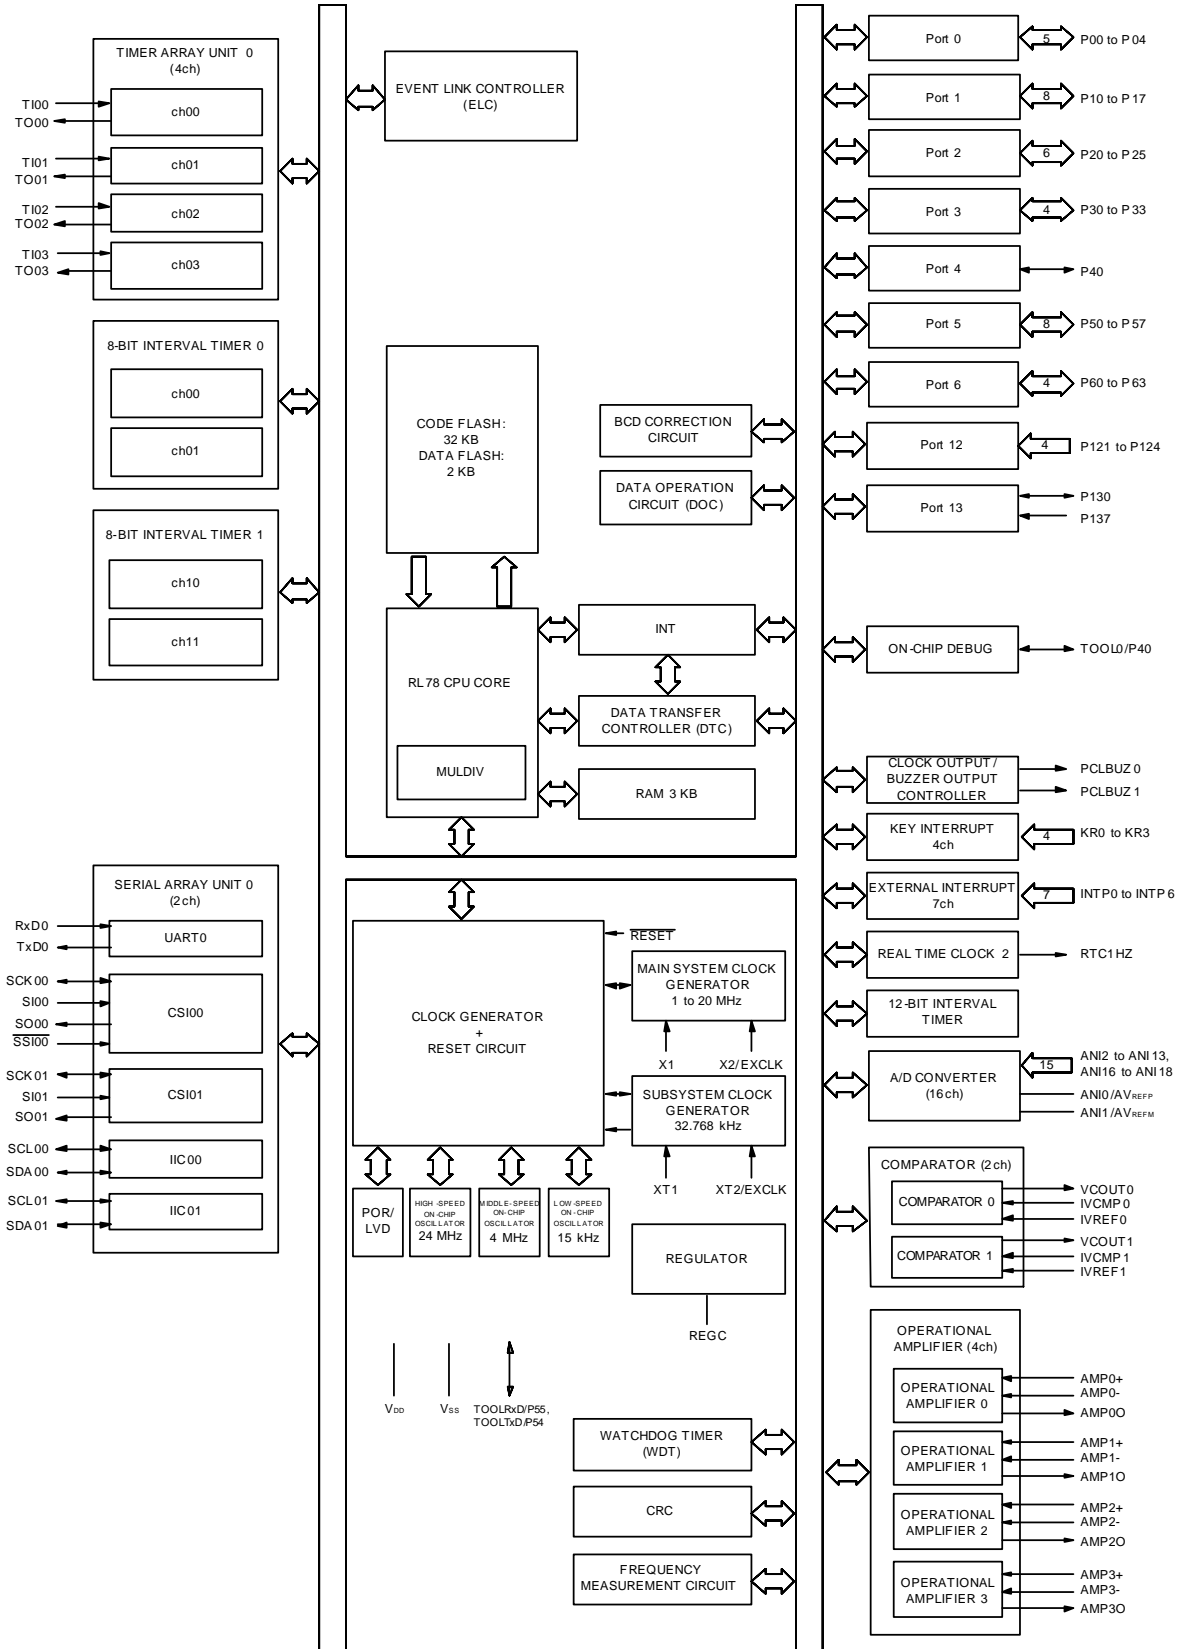 TIMER ARRAY UNIT 0
(4ch)
TI00
TO00
ch00
TI01
TO01
ch01
TI02
TO02
ch02
TI03
TO03
ch03
8-BIT INTERVAL TIMER 0
ch00
ch01
8-BIT INTERVAL TIMER 1
ch10
ch11
SERIAL ARRAY UNIT 0
(2ch)
RxD0
TxD0
UART0
SCK00
SI00
SO00
SSI00
CSI00
SCK01
SI01
SO01
CSI01
SCL00
SDA00
IIC00
SCL01
SDA01
IIC01
EVENT LINK CONTROLLER
(ELC)
CODE FLASH:
32 KB
DATA FLASH:
2 KB
BCD CORRECTION
CIRCUIT
DATA OPERATION
CIRCUIT (DOC)
RL78 CPU CORE
MULDIV
INT
DATA TRANSFER
CONTROLLER (DTC)
RAM 3 KB
CLOCK GENERATOR
+
RESET CIRCUIT
RESET
MAIN SYSTEM CLOCK
GENERATOR
1 to 20 MHz
X1
X2/EXCLK
SUBSYSTEM CLOCK
GENERATOR
32.768 kHz
XT1
XT2/EXCLK
POR/
LVD
HIGH-SPEED
ON-CHIP
OSCILLATOR
24 MHz
MIDDLE-SPEED
ON-CHIP
OSCILLATOR
4 MHz
LOW-SPEED
ON-CHIP
OSCILLATOR
15 kHz
REGULATOR
REGC
VDD
VSS
TOOLRxD/P55,
TOOLTxD/P54
WATCHDOG TIMER
(WDT)
CRC
FREQUENCY
MEASUREMENT CIRCUIT
Port 0
5
P00 to P04
Port 1
8
P10 to P17
Port 2
6
P20 to P25
Port 3
4
P30 to P33
Port 4
P40
Port 5
8
P50 to P57
Port 6
4
P60 to P63
Port 12
4
P121 to P124
Port 13
P130
P137
ON-CHIP DEBUG
TOOL0/P40
CLOCK OUTPUT/
BUZZER OUTPUT
CONTROLLER
PCLBUZ0
PCLBUZ1
KEY INTERRUPT
4ch
4
KR0 to KR3
EXTERNAL INTERRUPT
7ch
7
INTP0 to INTP6
REAL TIME CLOCK 2
RTC1HZ
12-BIT INTERVAL
TIMER
A/D CONVERTER
(16ch)
15
ANI2 to ANI13,
ANI16 to ANI18
ANI0/AVREFP
ANI1/AVREFM
COMPARATOR (2ch)
COMPARATOR 0
VCOUT0
IVCMP0
IVREF0
COMPARATOR 1
VCOUT1
IVCMP1
IVREF1
OPERATIONAL
AMPLIFIER (4ch)
OPERATIONAL
AMPLIFIER 0
AMP0+
AMP0-
AMP0O
OPERATIONAL
AMPLIFIER 1
AMP1+
AMP1-
AMP1O
OPERATIONAL
AMPLIFIER 2
AMP2+
AMP2-
AMP2O
OPERATIONAL
AMPLIFIER 3
AMP3+
AMP3-
AMP3O